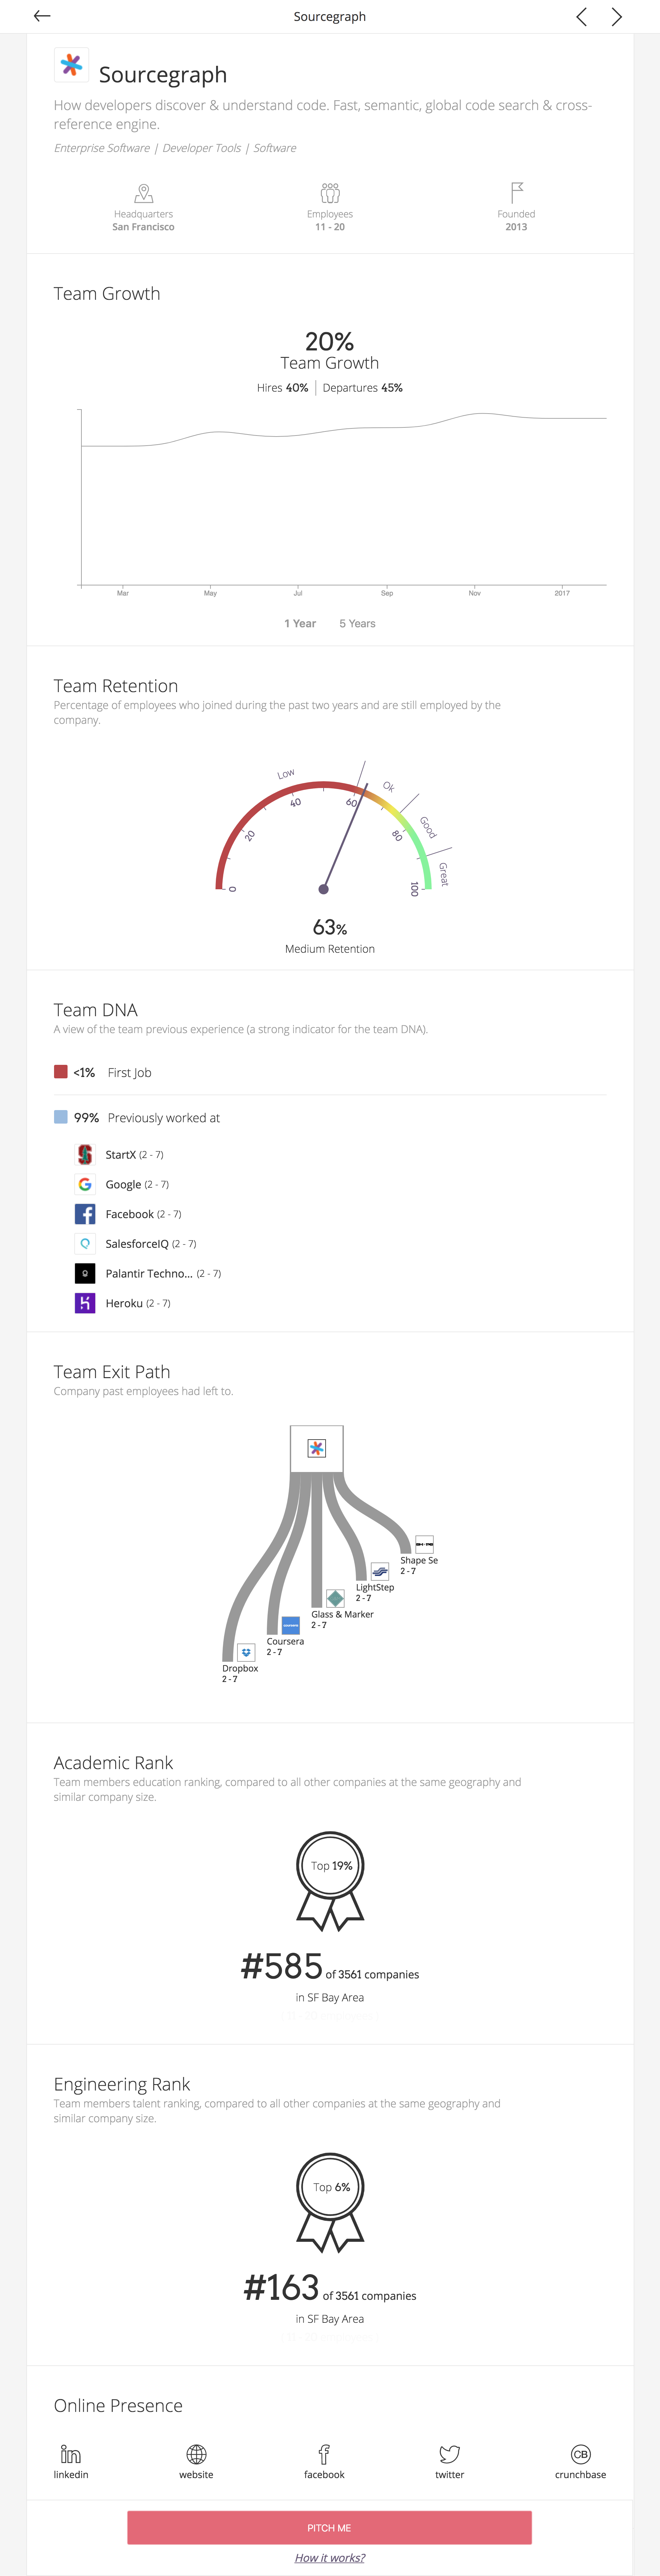 Sourcegraph
Sourcegraph
How developers discover & understand code. Fast, semantic, global code search & cross-
reference engine.
Enterprise Software | Developer Tools | Software
Headquarters
San Francisco
Employees
11 - 20
Founded
2013
Team Growth
20%
Team Growth
Hires 40% | Departures 45%
Mar May Jul Sep Nov 2017
1 Year 5 Years
Team Retention
Percentage of employees who joined during the past two years and are still employed by the
company.
Low Ok Good Great
0 20 40 60 80 100
63%
Medium Retention
Team DNA
A view of the team previous experience (a strong indicator for the team DNA).
<1% First Job
99% Previously worked at
StartX (2 - 7)
Google (2 - 7)
Facebook (2 - 7)
SalesforceIQ (2 - 7)
Palantir Techno... (2 - 7)
Heroku (2 - 7)
Team Exit Path
Company past employees had left to.
Shape Se
2 - 7
LightStep
2 - 7
Glass & Marker
2 - 7
Coursera
2 - 7
Dropbox
2 - 7
Academic Rank
Team members education ranking, compared to all other companies at the same geography and
similar company size.
Top 19%
#585 of 3561 companies
in SF Bay Area
Engineering Rank
Team members talent ranking, compared to all other companies at the same geography and
similar company size.
Top 6%
#163 of 3561 companies
in SF Bay Area
Online Presence
linkedin
website
facebook
twitter
CB
crunchbase
PITCH ME
How it works?